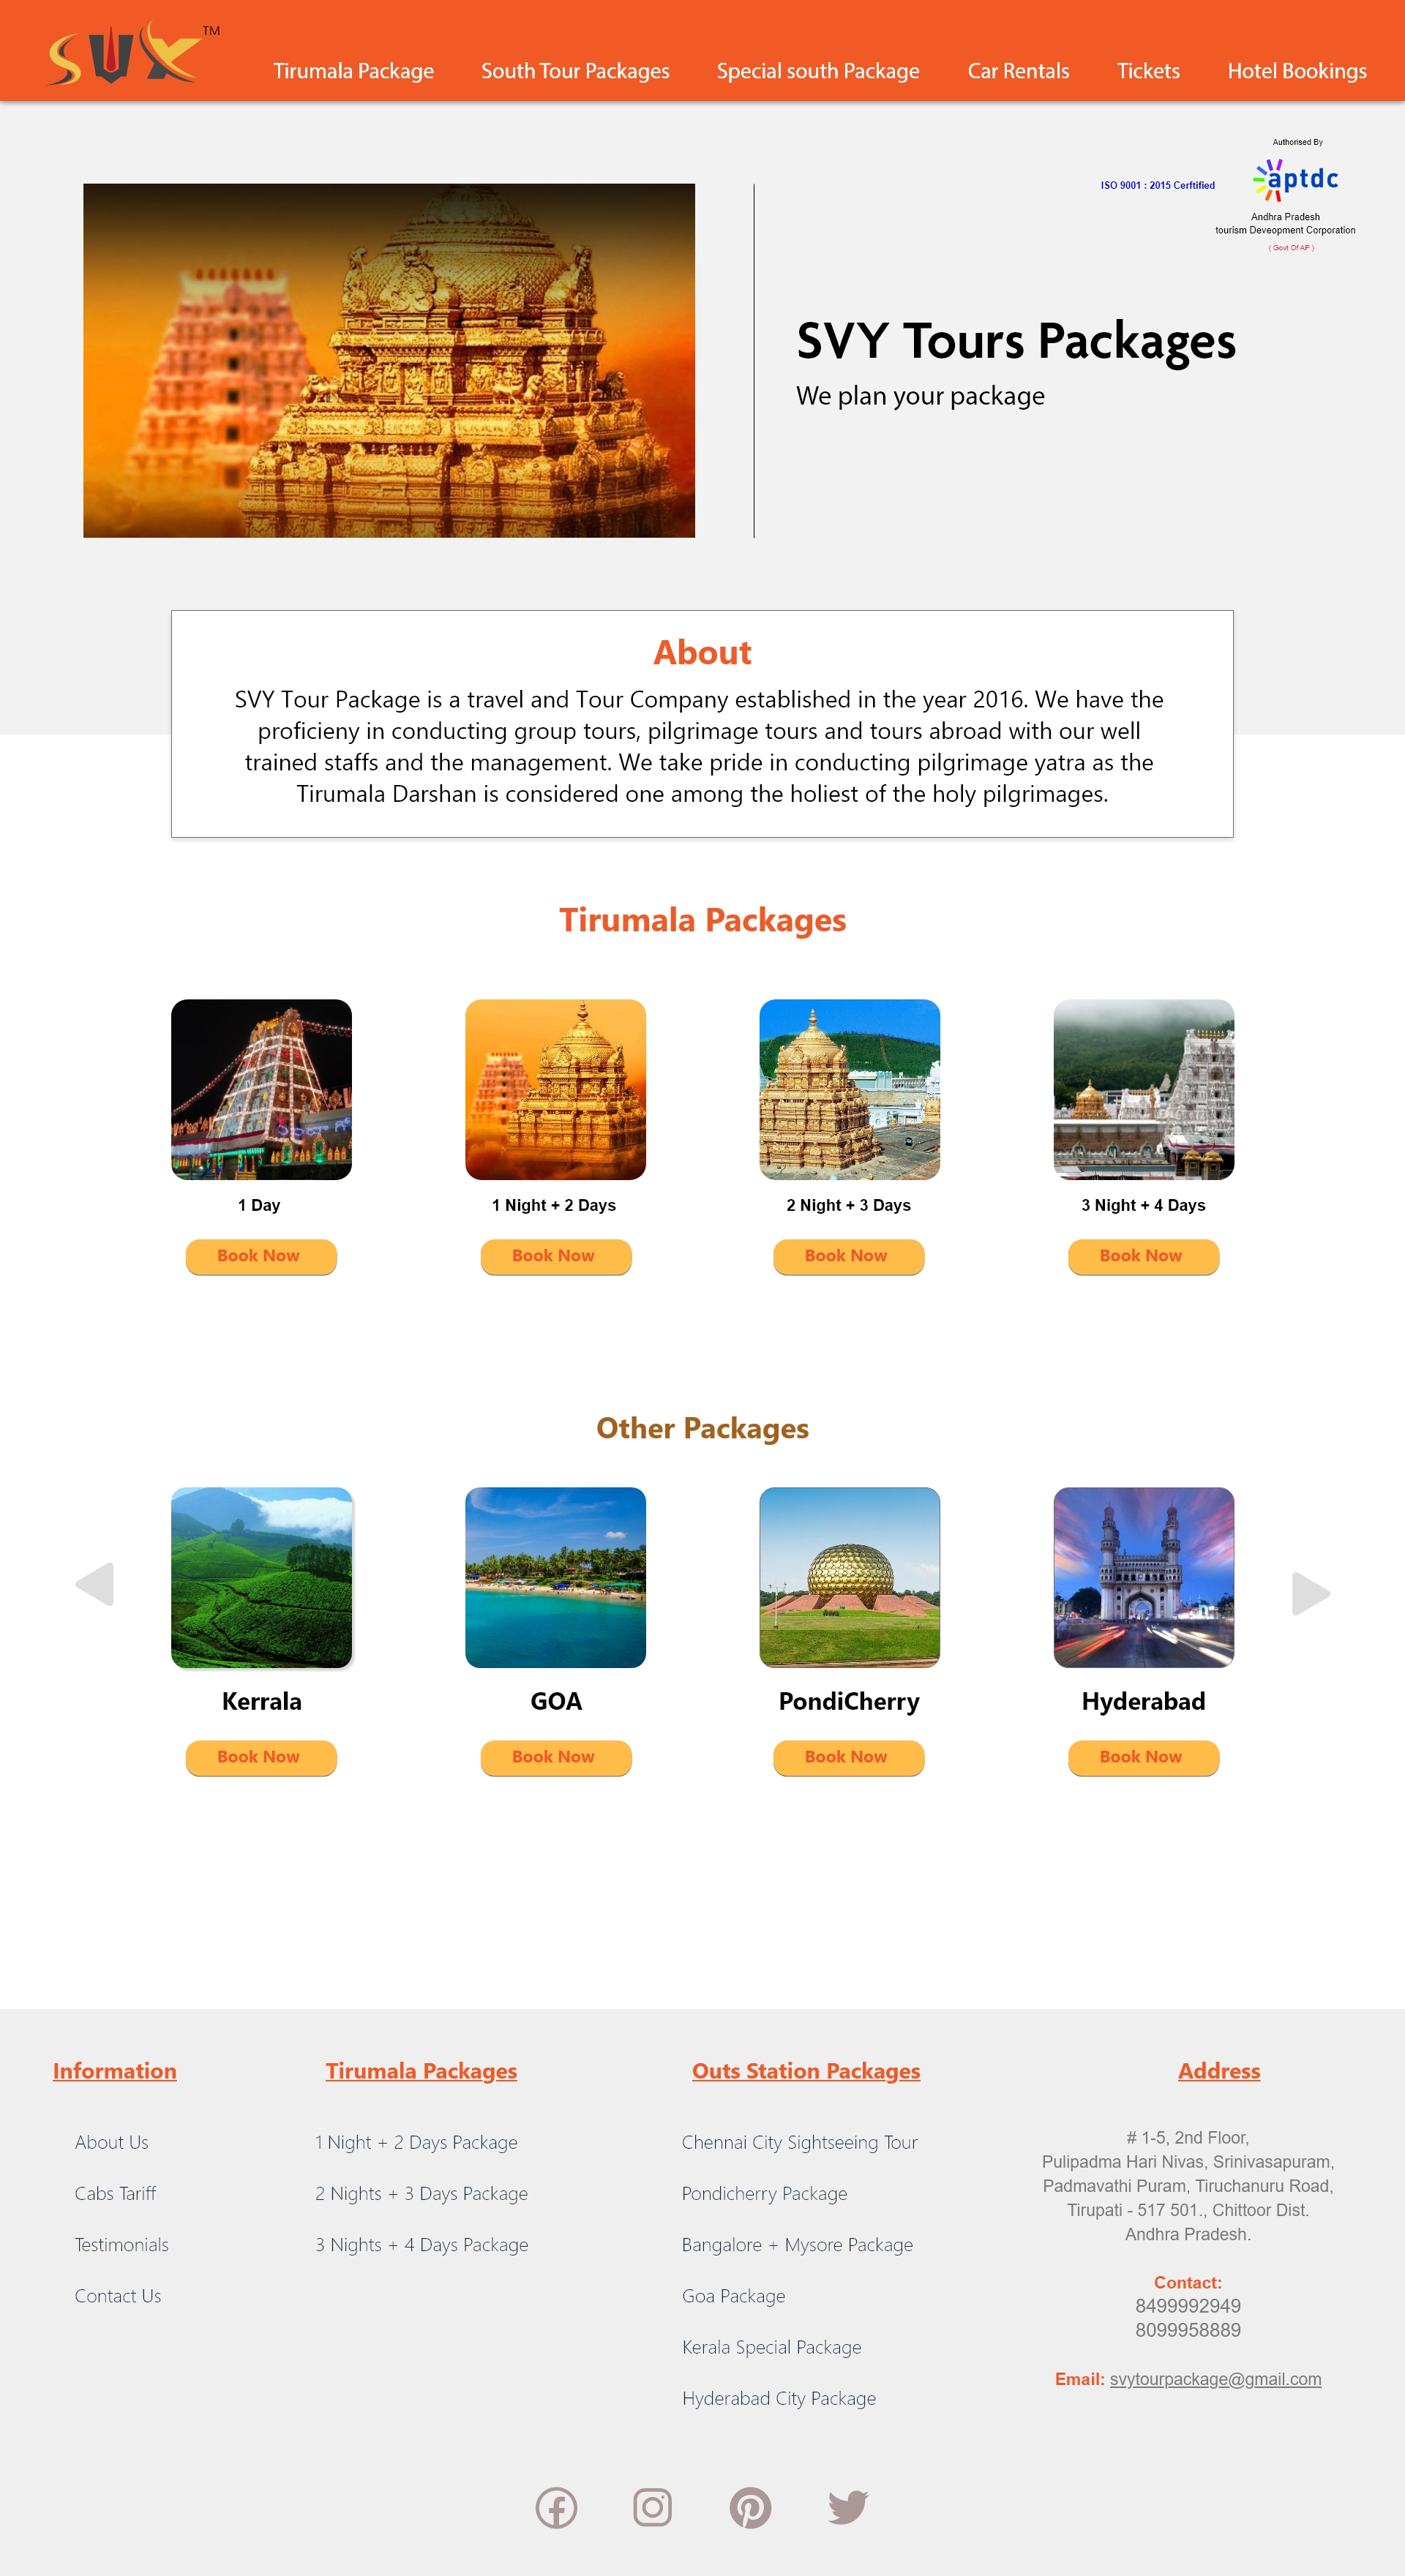 SVY TM
Tirumala Package South Tour Packages Special south Package Car Rentals Tickets Hotel Bookings
Authorised By
ISO 9001 : 2015 Cerftified
aptdc
Andhra Pradesh
tourism Deveopment Corporation
( Govt Of AP )
SVY Tours Packages
We plan your package
About
SVY Tour Package is a travel and Tour Company established in the year 2016. We have the
proficieny in conducting group tours, pilgrimage tours and tours abroad with our well
trained staffs and the management. We take pride in conducting pilgrimage yatra as the
Tirumala Darshan is considered one among the holiest of the holy pilgrimages.
Tirumala Packages
1 Day 1 Night + 2 Days 2 Night + 3 Days 3 Night + 4 Days
Book Now Book Now Book Now Book Now
Other Packages
Kerrala GOA PondiCherry Hyderabad
Book Now Book Now Book Now Book Now
Information
About Us
Cabs Tariff
Testimonials
Contact Us
Tirumala Packages
1 Night + 2 Days Package
2 Nights + 3 Days Package
3 Nights + 4 Days Package
Outs Station Packages
Chennai City Sightseeing Tour
Pondicherry Package
Bangalore + Mysore Package
Goa Package
Kerala Special Package
Hyderabad City Package
Address
# 1-5, 2nd Floor,
Pulipadma Hari Nivas, Srinivasapuram,
Padmavathi Puram, Tiruchanuru Road,
Tirupati - 517 501., Chittoor Dist.
Andhra Pradesh.
Contact:
8499992949
8099958889
Email: svytourpackage@gmail.com